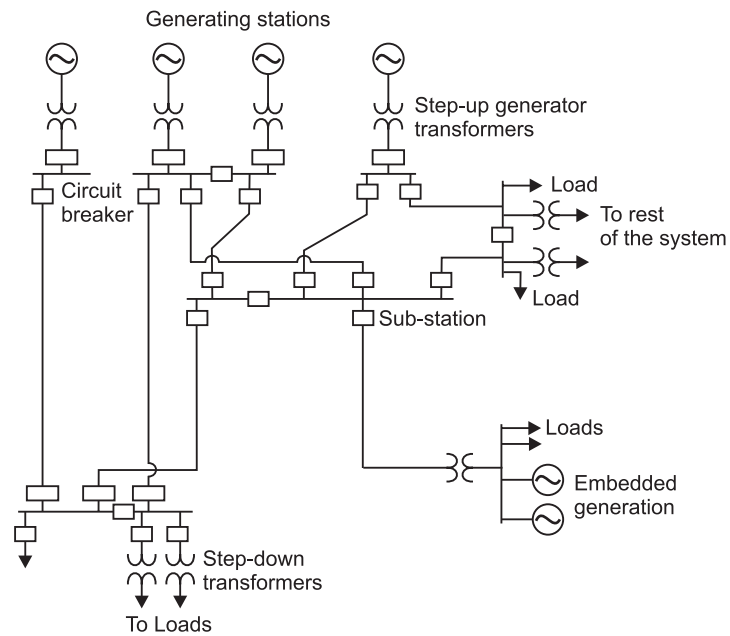 Generating stations
Step-up generator
transformers
Circuit
breaker
Load
To rest
of the system
Load
Sub-station
Loads
Embedded
generation
Step-down
transformers
To Loads